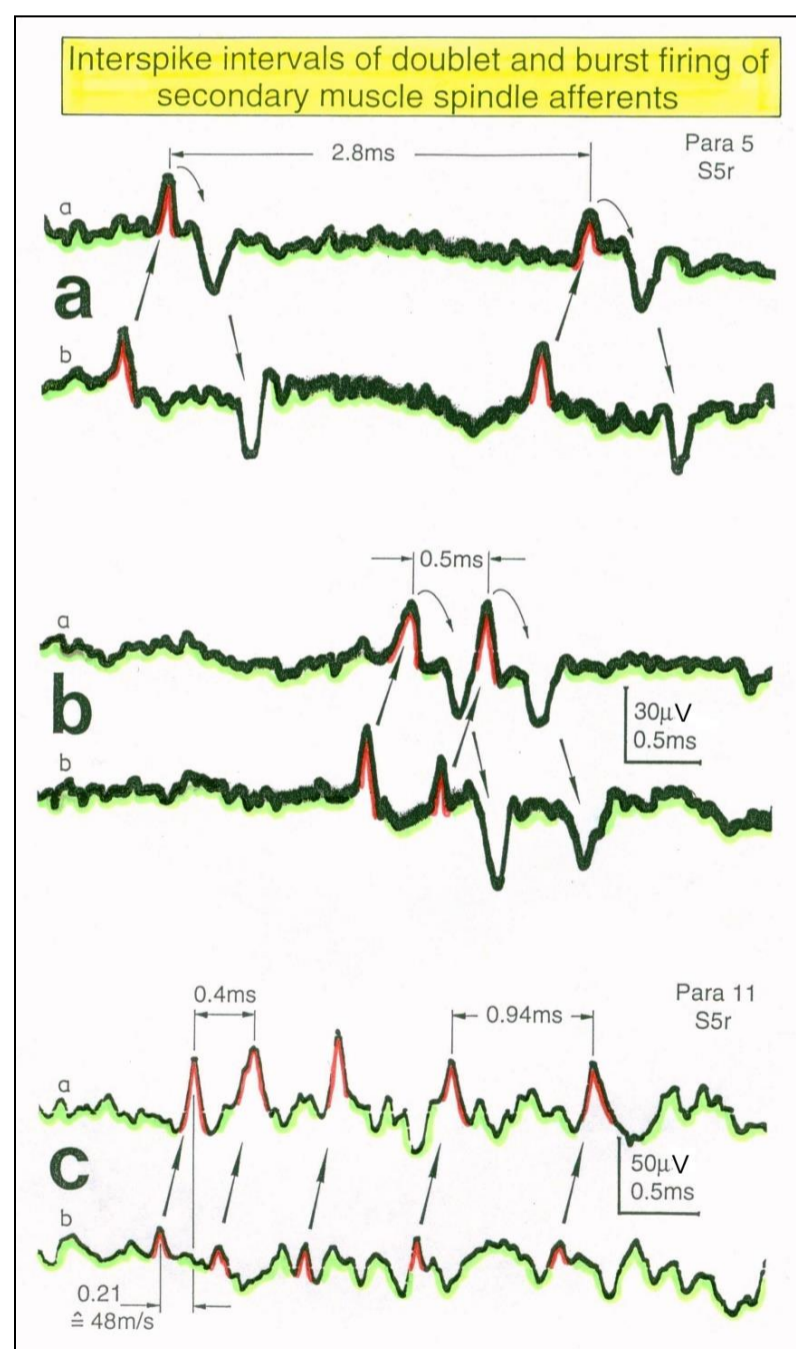 Interspike intervals of doublet and burst firing of
secondary muscle spindle afferents
Para 5
S5r
2.8ms
a
a
b
0.5ms
a
b
b
30μV
0.5ms
Para 11
S5r
0.4ms
0.94ms
a
c
50μV
0.5ms
b
0.21
≙ 48m/s